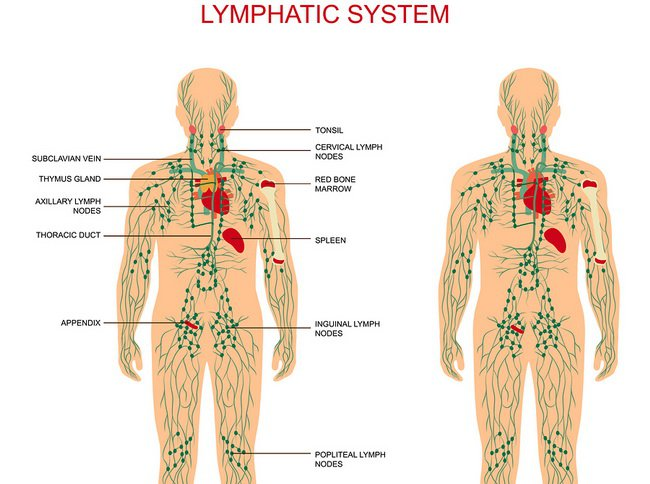 LYMPHATIC SYSTEM
SUBCLAVIAN VEIN
THYMUS GLAND
AXILLARY LYMPH
NODES
THORACIC DUCT
APPENDIX
TONSIL
CERVICAL LYMPH
NODES
RED BONE
MARROW
SPLEEN
INGUINAL LYMPH
NODES
POPLITEAL LYMPH
NODES